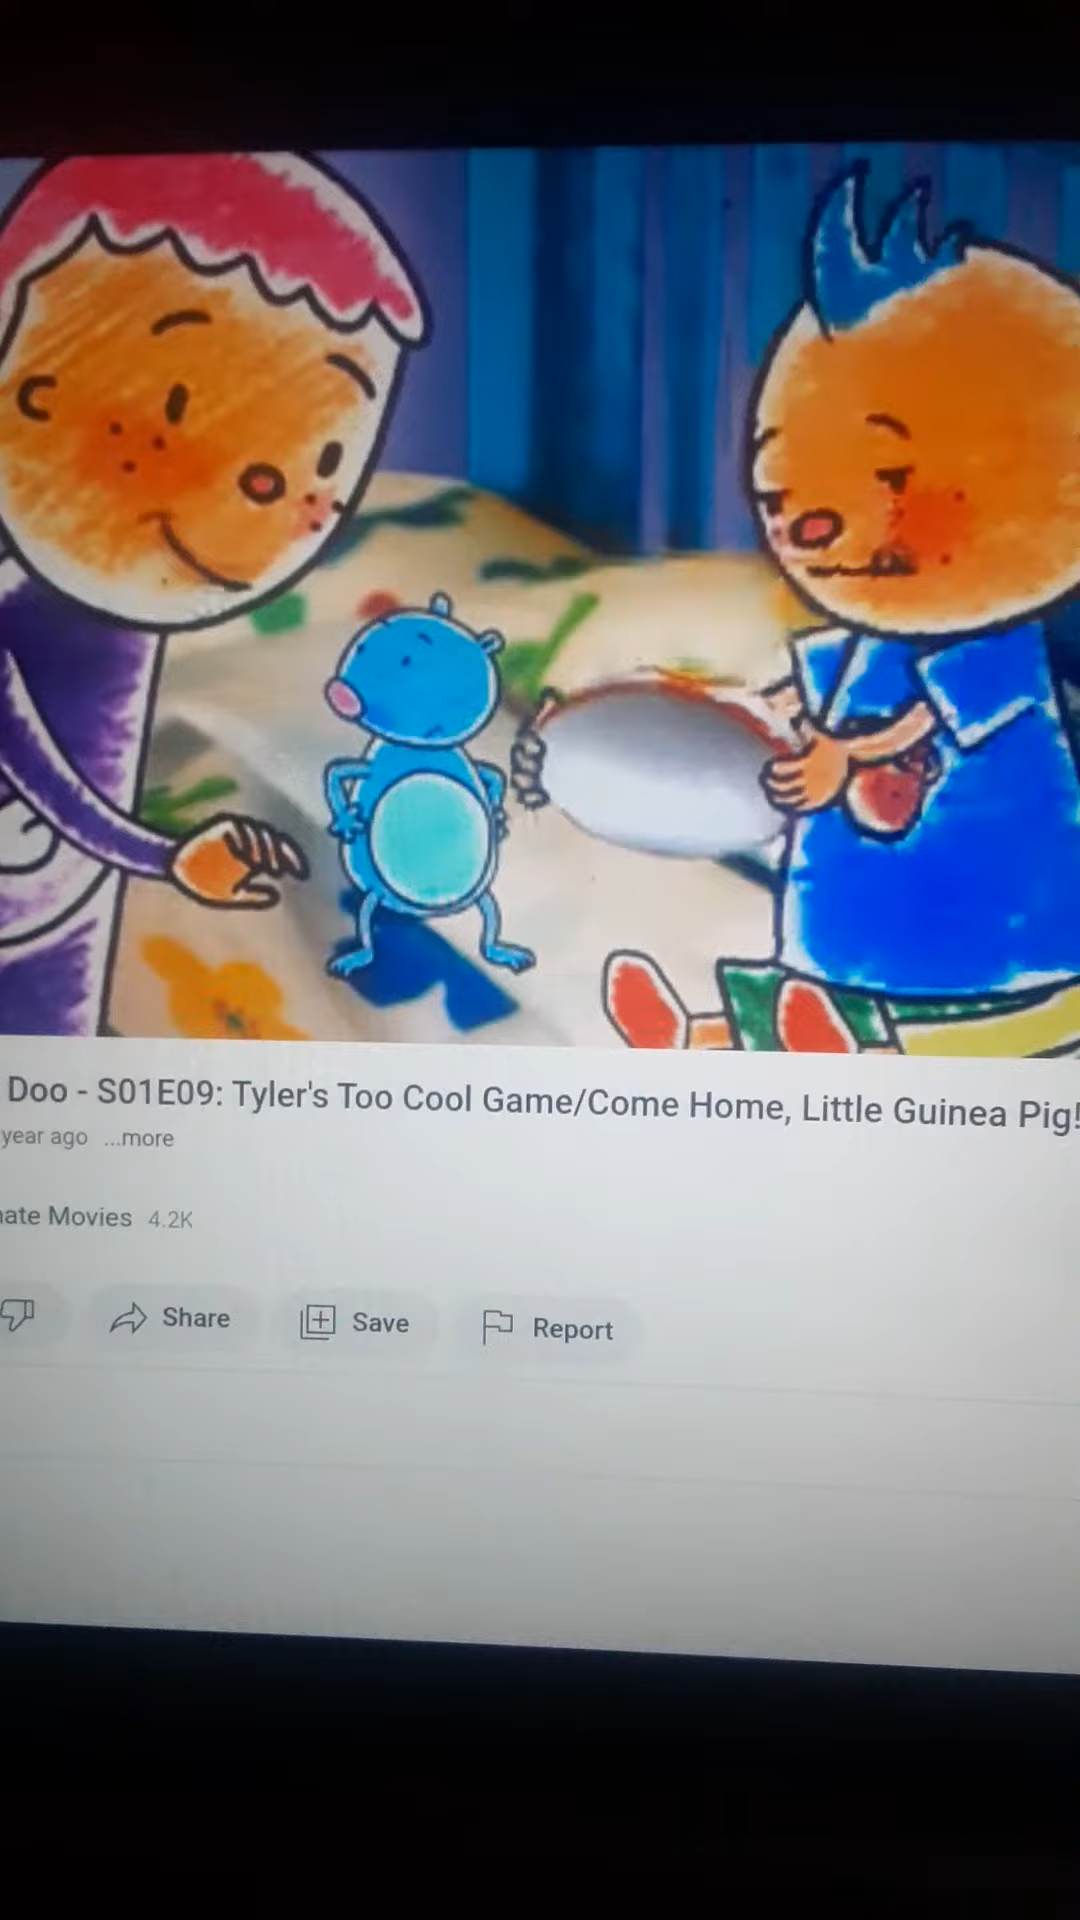 Doo - S01E09: Tyler's Too Cool Game/Come Home, Little Guinea Pig!
year ago ...more
ate Movies 4.2K
Share Save Report